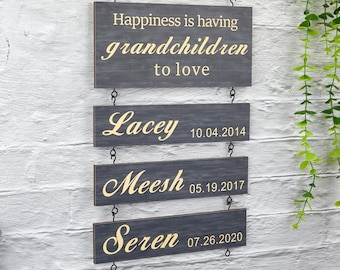 Happiness is having
grandchildren
to love
Lacey 10.04.2014
Meesh 05.19.2017
Seren 07.26.2020